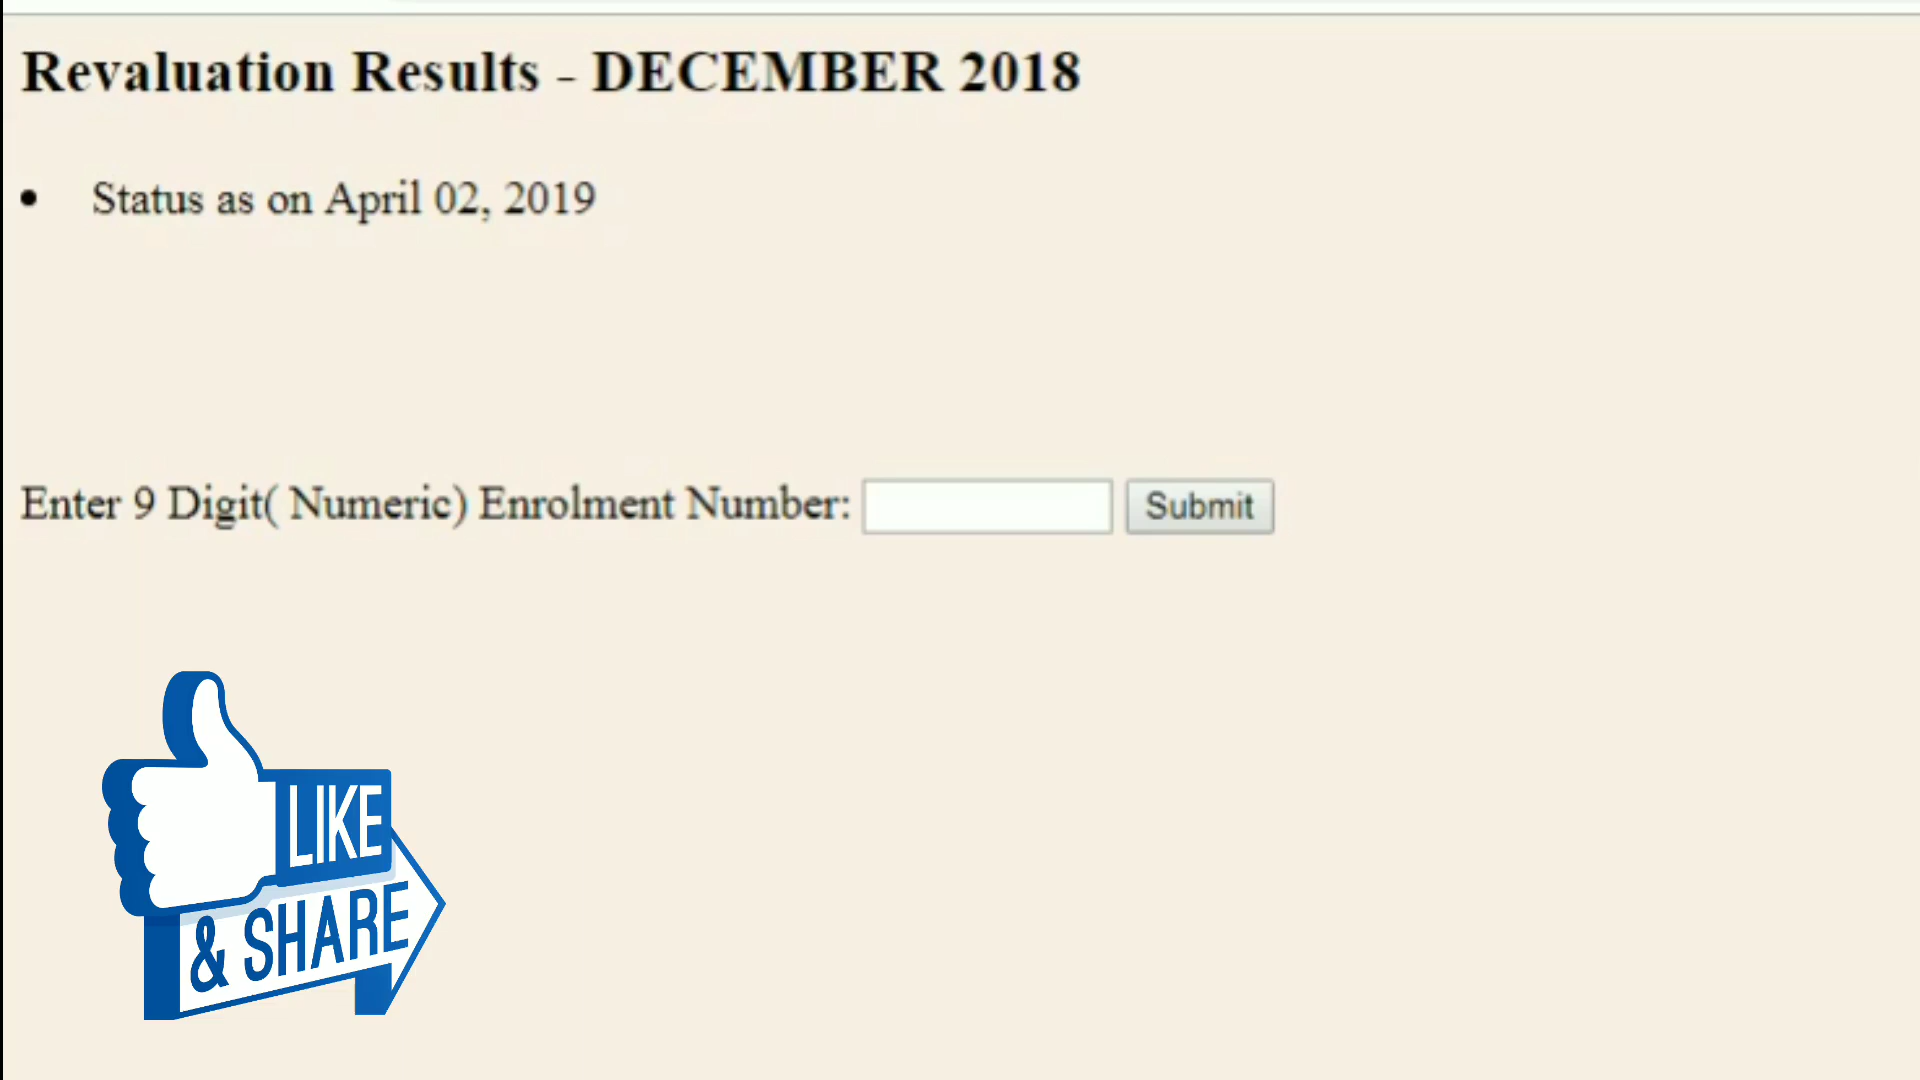 Revaluation Results - DECEMBER 2018
• Status as on April 02, 2019
Enter 9 Digit( Numeric) Enrolment Number: Submit
LIKE
& SHARE